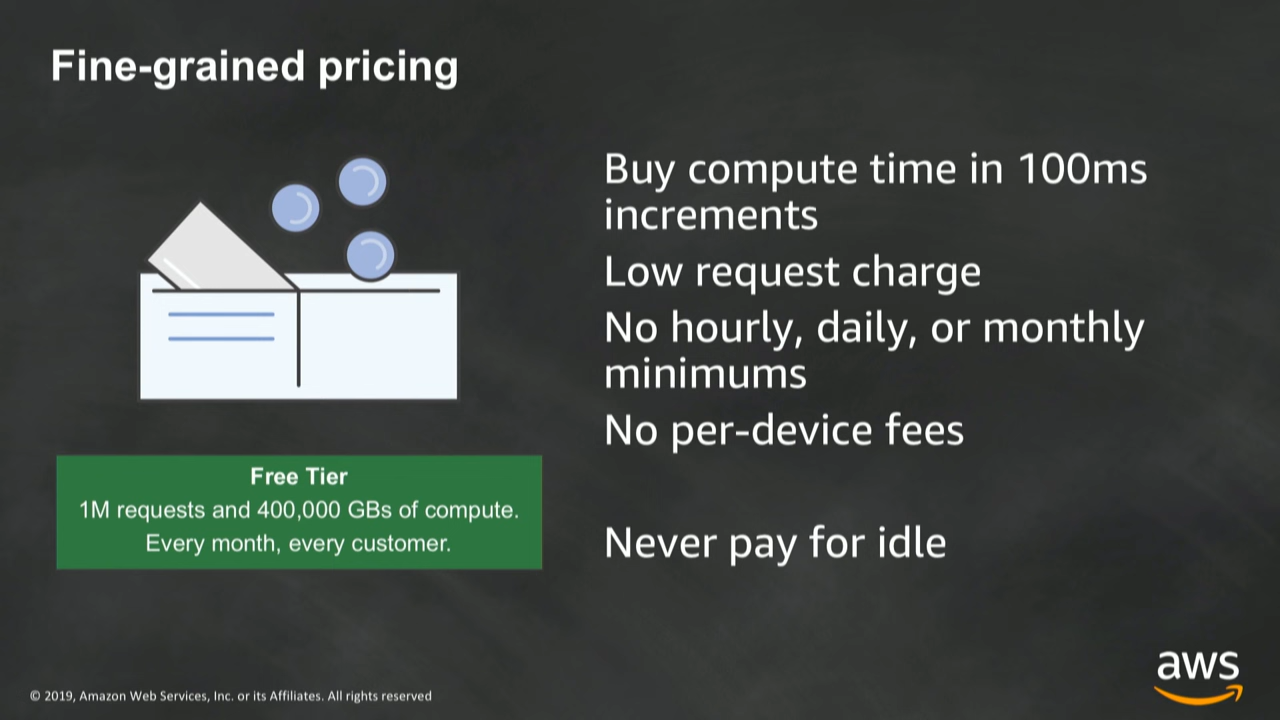 Fine-grained pricing
Buy compute time in 100ms
increments
Low request charge
No hourly, daily, or monthly
minimums
No per-device fees
Never pay for idle
Free Tier
1M requests and 400,000 GBs of compute.
Every month, every customer.
© 2019, Amazon Web Services, Inc. or its Affiliates. All rights reserved
aws